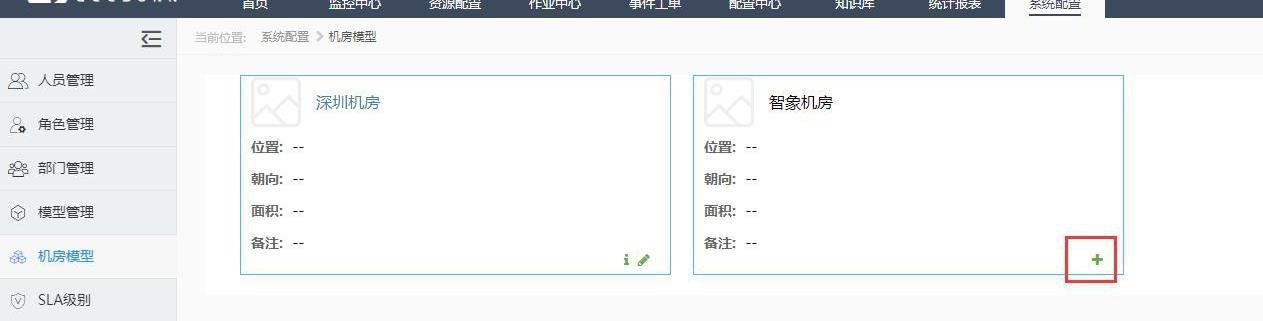 首页 监控中心 资源配置 作业中心 事件工单 配置中心 知识库 统计报表 系统配置
当前位置: 系统配置 机房模型
人员管理
角色管理
部门管理
模型管理
机房模型
SLA级别
深圳机房
位置: --
朝向: --
面积: --
备注: --
智象机房
位置: --
朝向: --
面积: --
备注: --